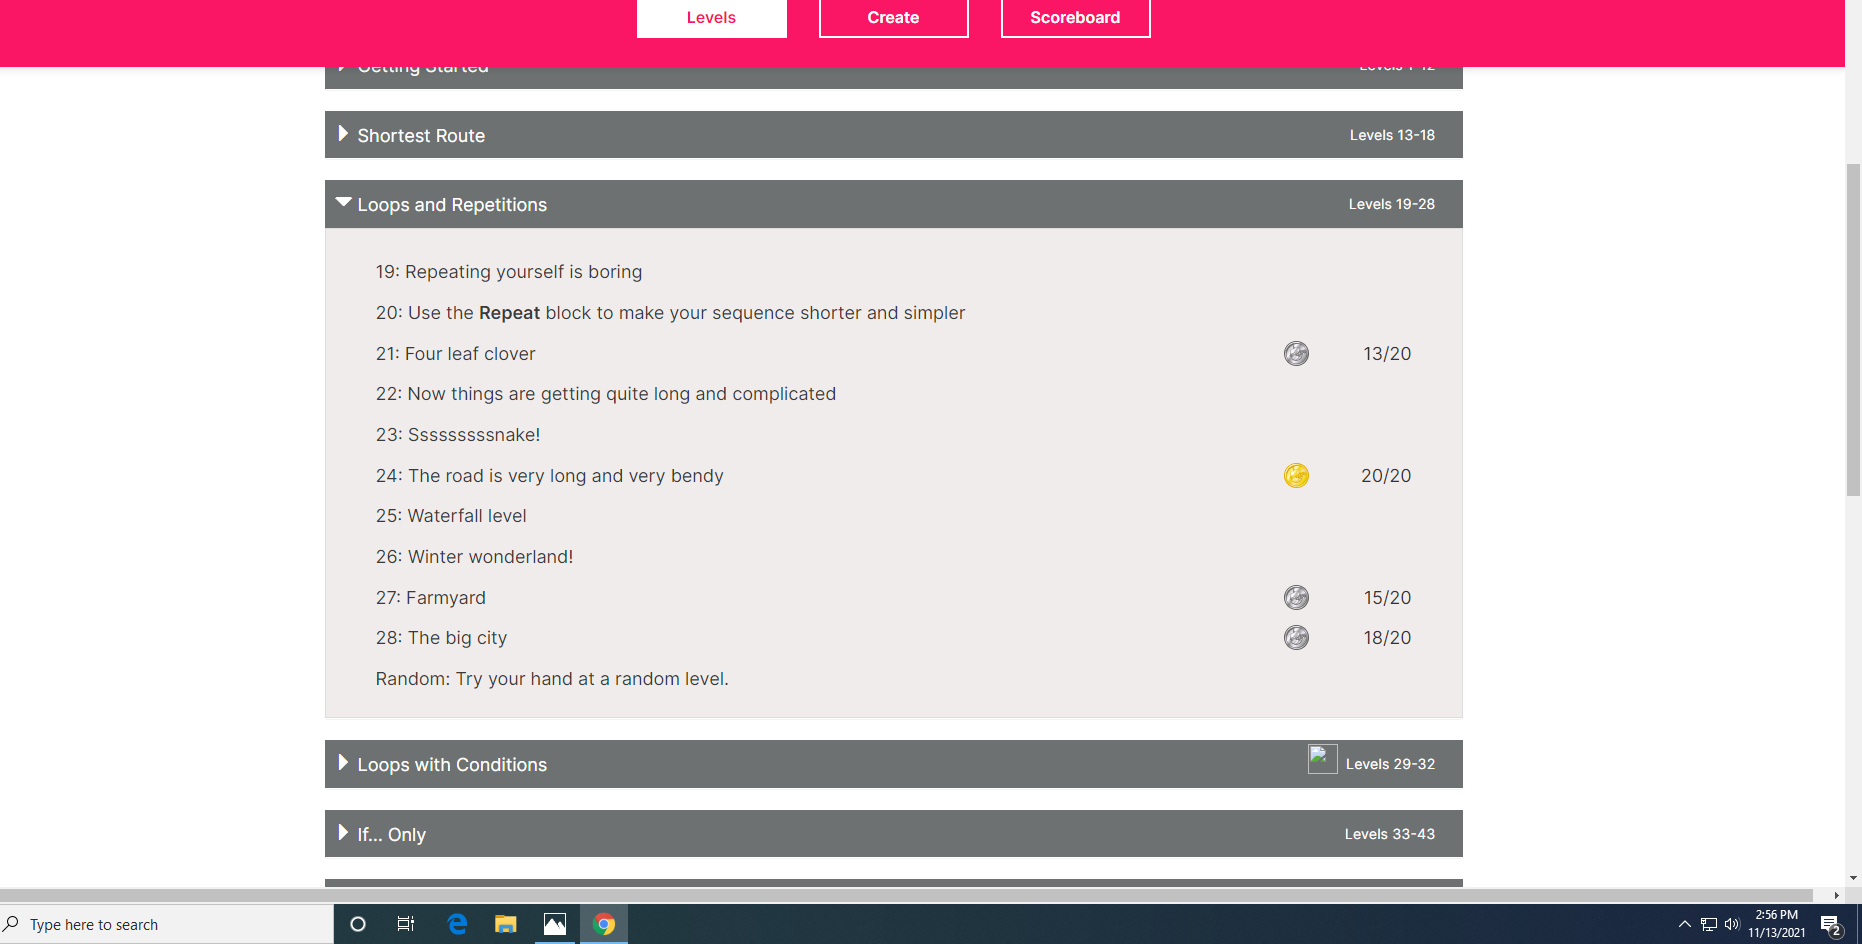 Levels
Create
Scoreboard
Getting Started
Levels 1-12
Shortest Route
Levels 13-18
Loops and Repetitions
Levels 19-28
19: Repeating yourself is boring
20: Use the Repeat block to make your sequence shorter and simpler
21: Four leaf clover
13/20
22: Now things are getting quite long and complicated
23: Sssssssssnake!
24: The road is very long and very bendy
20/20
25: Waterfall level
26: Winter wonderland!
27: Farmyard
15/20
28: The big city
18/20
Random: Try your hand at a random level.
Loops with Conditions
Levels 29-32
If... Only
Levels 33-43
Type here to search
2:56 PM
11/13/2021
2